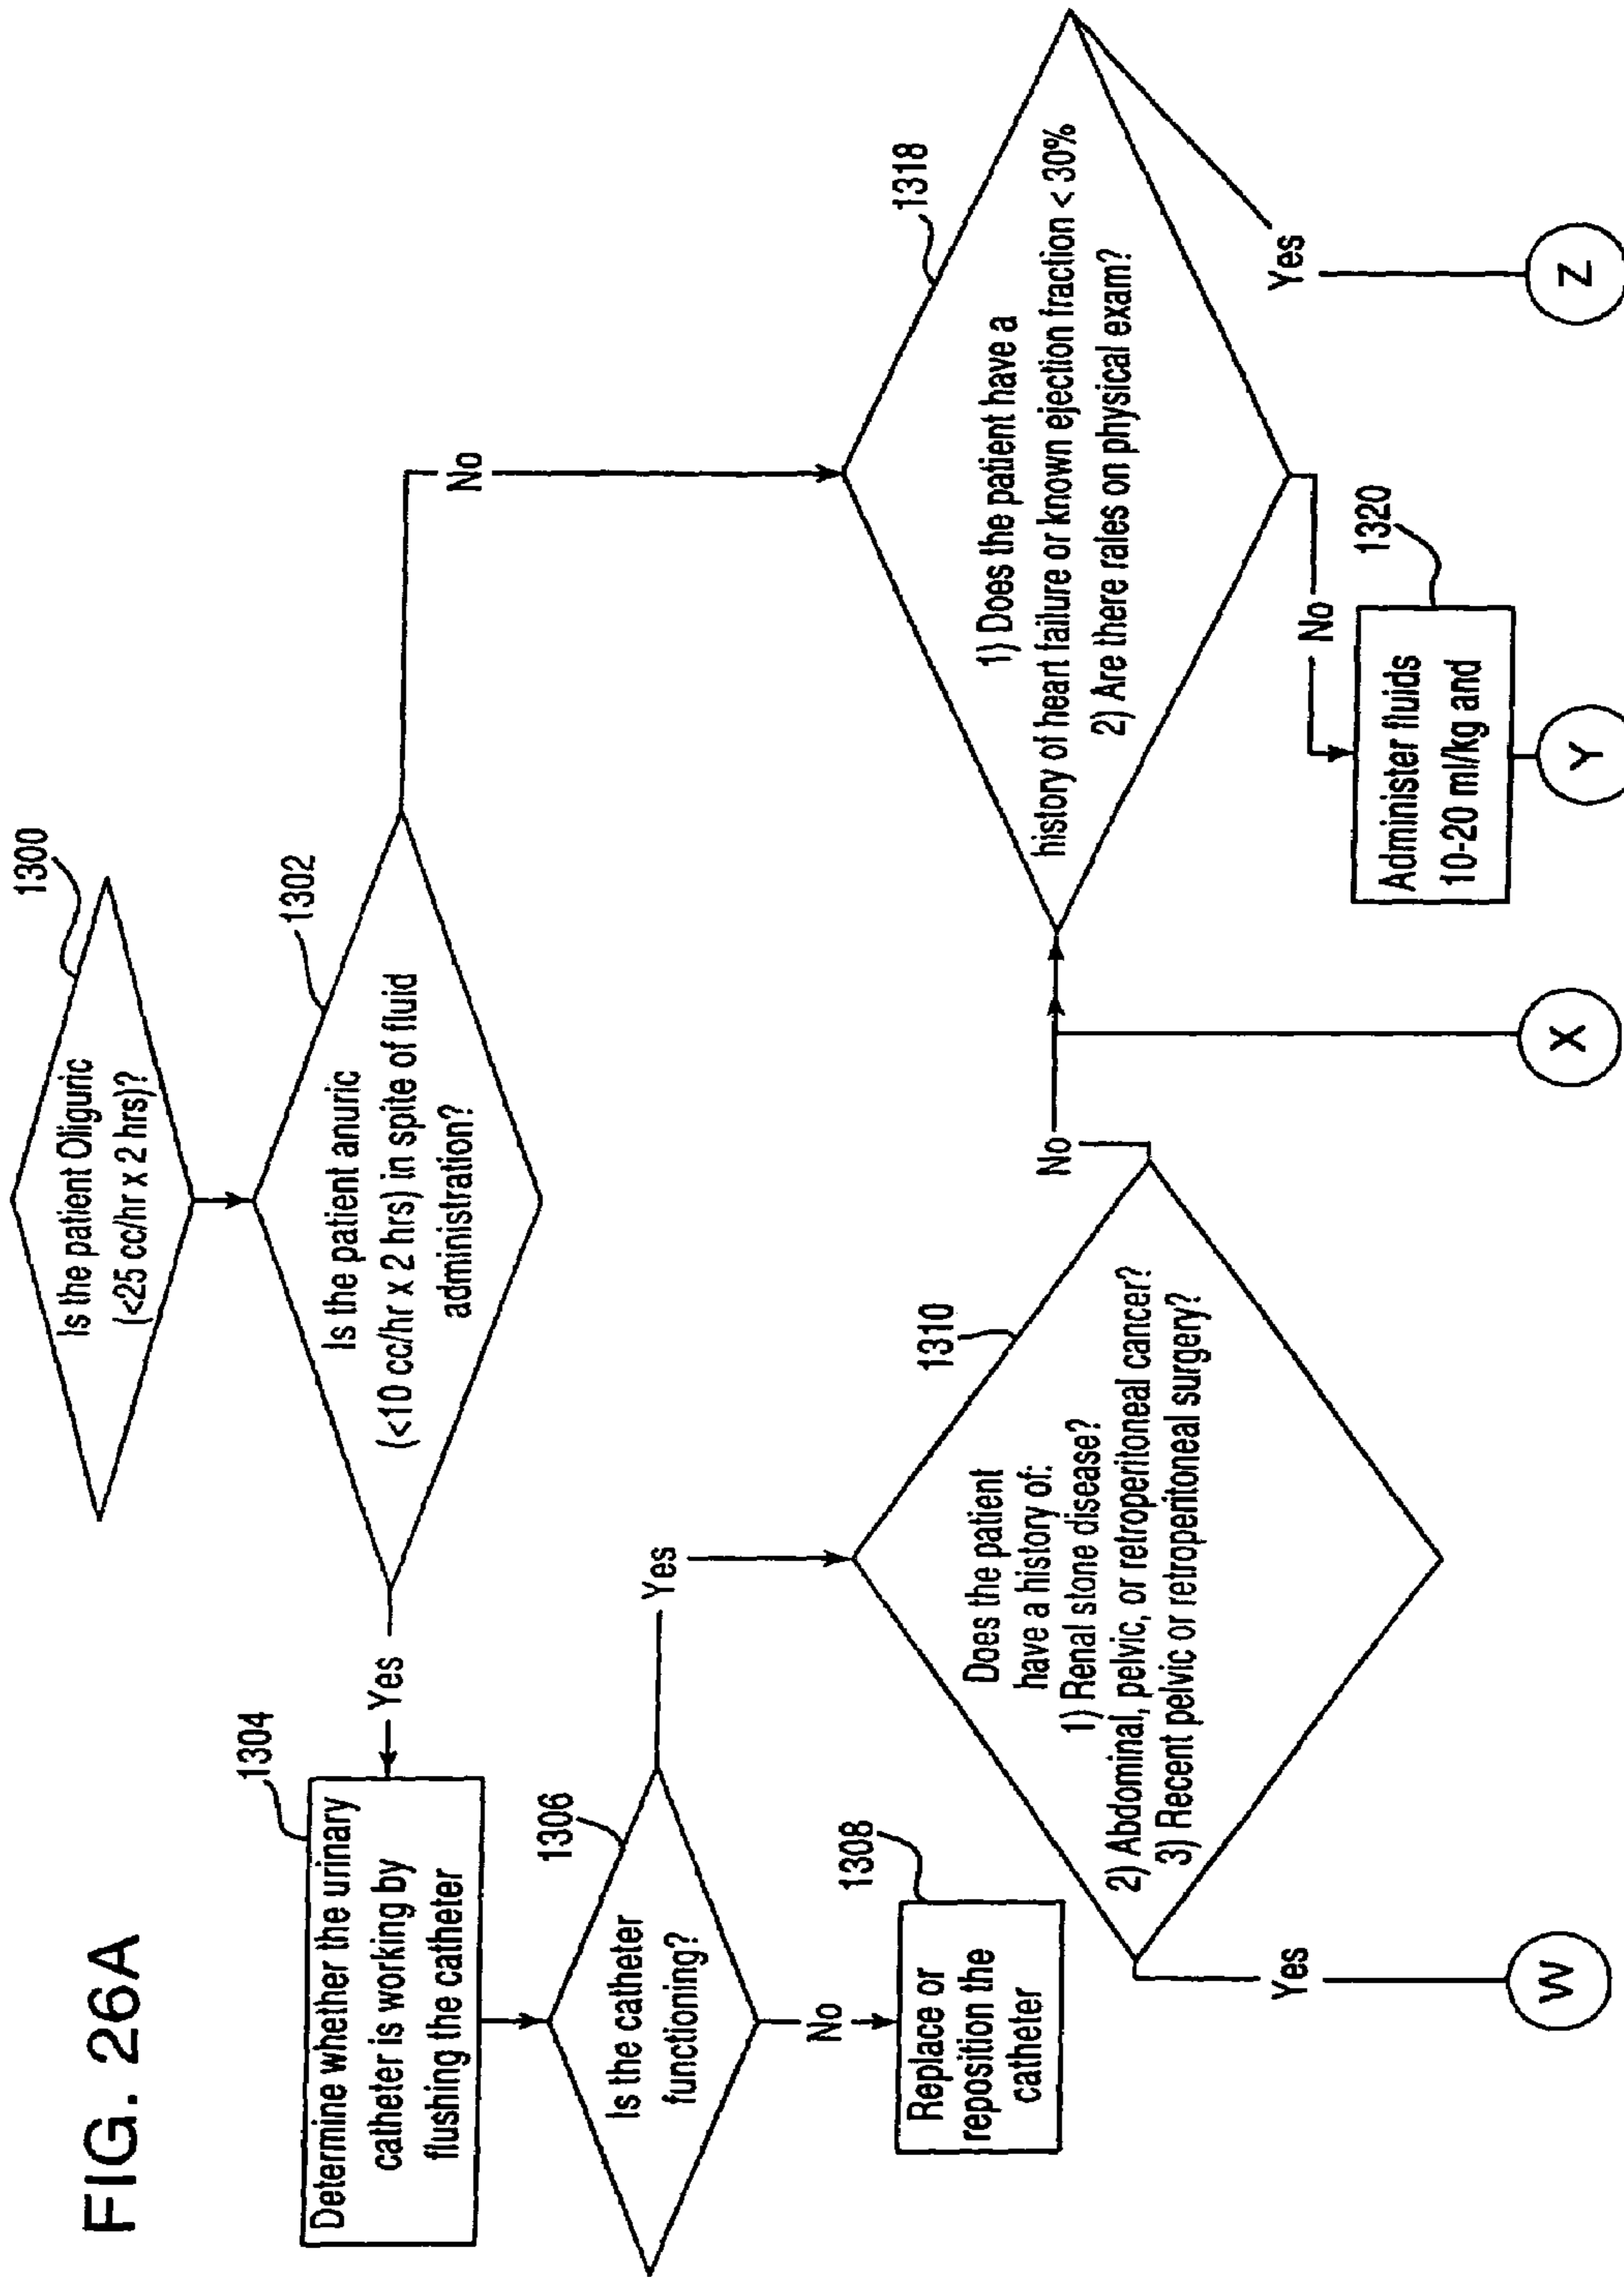 FIG. 26A
1300
Is the patient Oliguric
(<25 cc/hr x 2 hrs)?
1302
Is the patient anuric
(<10 cc/hr x 2 hrs) in spite of fluid
administration?
Yes
No
1304
Determine whether the urinary
catheter is working by
flushing the catheter
1306
Is the catheter
functioning?
Yes
No
1308
Replace or
reposition the
catheter
1310
Does the patient
have a history of:
1) Renal stone disease?
2) Abdominal, pelvic, or retroperitoneal cancer?
3) Recent pelvic or retroperitoneal surgery?
No
Yes
1318
1) Does the patient have a
history of heart failure or known ejection fraction < 30%
2) Are there rales on physical exam?
No
Yes
1320
Administer fluids
10-20 ml/kg and
W
X
Y
Z